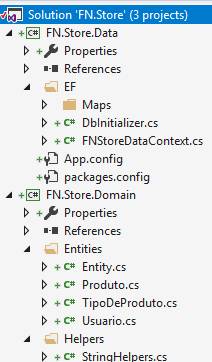 Solution 'FN.Store' (3 projects)
FN.Store.Data
Properties
References
EF
Maps
DbInitializer.cs
FNStoreDataContext.cs
App.config
packages.config
FN.Store.Domain
Properties
References
Entities
Entity.cs
Produto.cs
TipoDeProduto.cs
Usuario.cs
Helpers
StringHelpers.cs